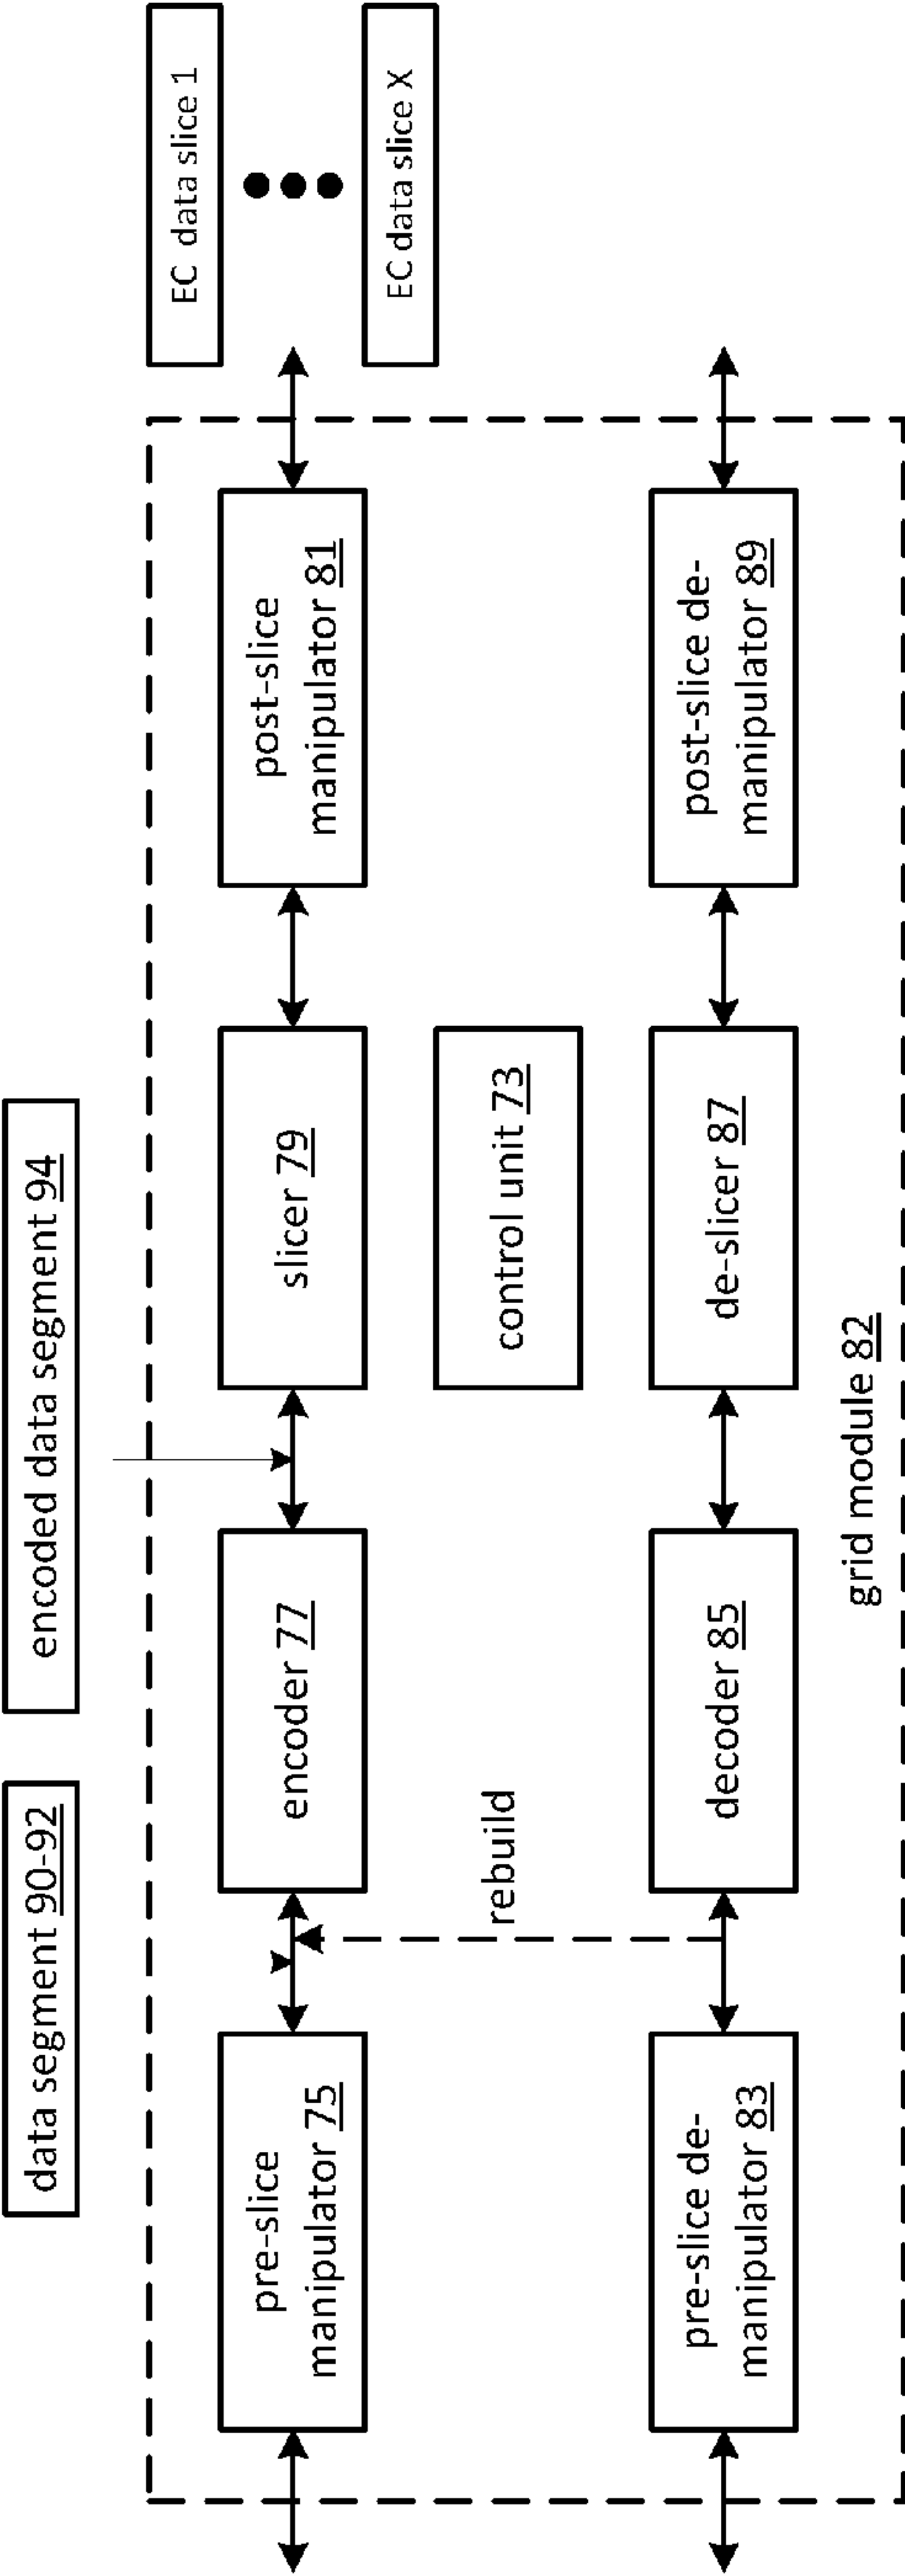 data segment 90-92
encoded data segment 94
pre-slice
manipulator 75
encoder 77
slicer 79
post-slice
manipulator 81
EC  data slice 1
EC data slice X
rebuild
control unit 73
pre-slice de-
manipulator 83
decoder 85
de-slicer 87
post-slice de-
manipulator 89
grid module 82